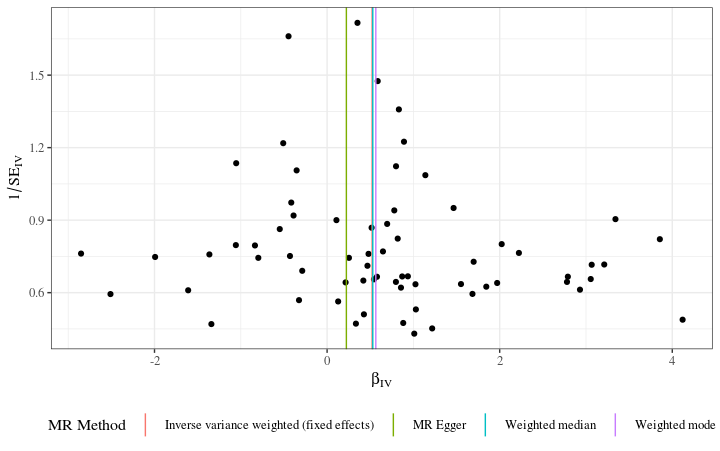 1/SE_IV
1.5
1.2
0.9
0.6
-2
0
2
4
β_IV
MR Method
Inverse variance weighted (fixed effects)
MR Egger
Weighted median
Weighted mode